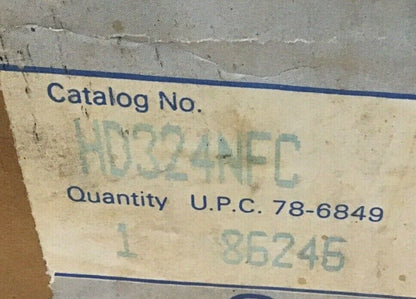 Catalog No.
HD324NFC
Quantity U.P.C. 78-6849
1 86246